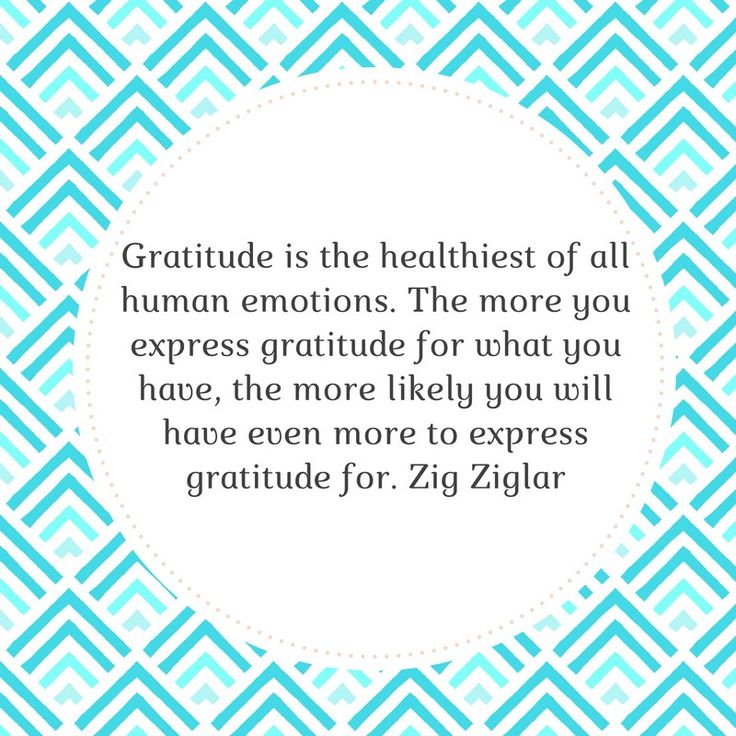 Gratitude is the healthiest of all
human emotions. The more you
express gratitude for what you
have, the more likely you will
have even more to express
gratitude for. Zig Ziglar